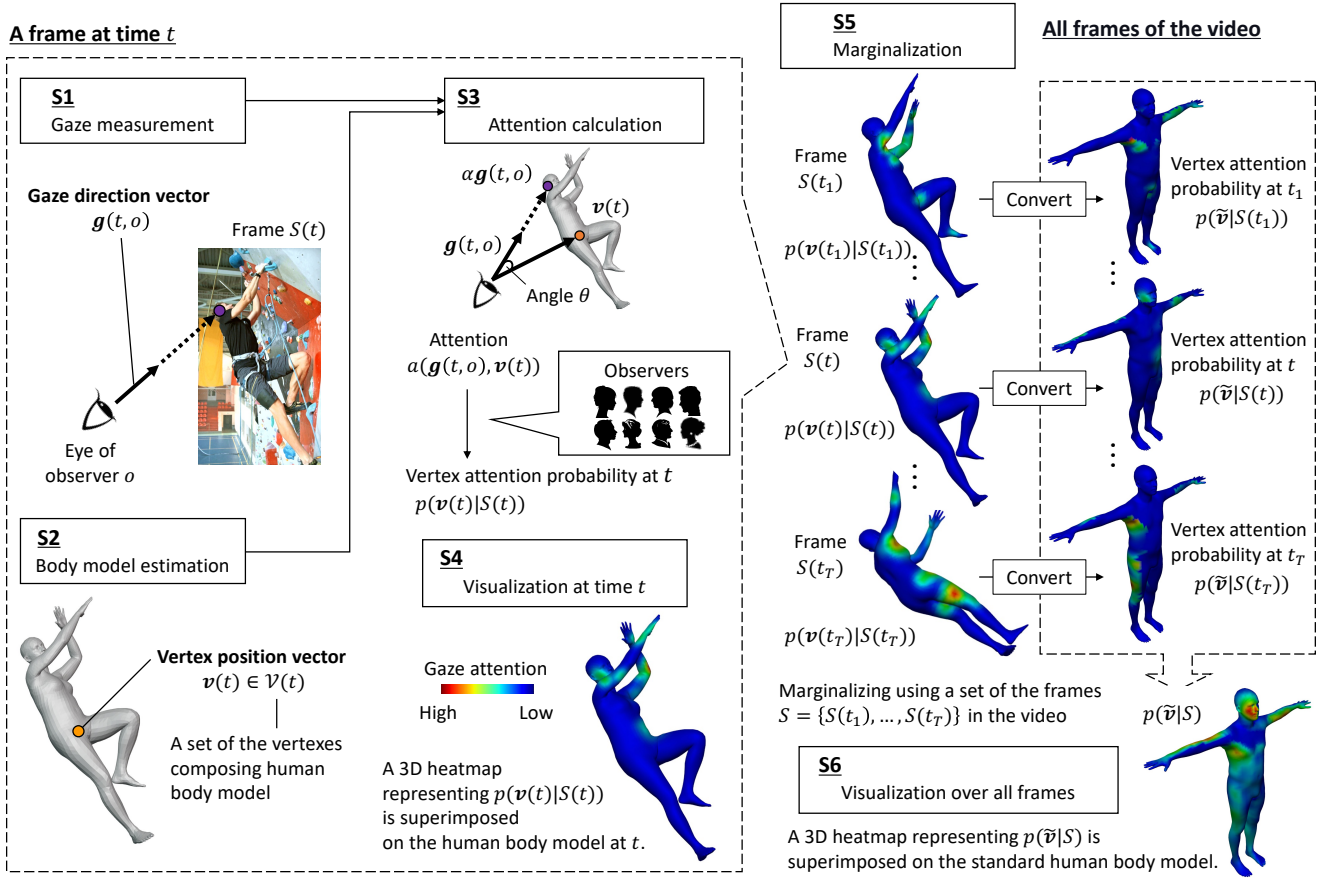 A frame at time 𝑡
S1
Gaze measurement
Gaze direction vector
𝒈(𝑡, 𝑜)
Frame 𝑆(𝑡)
Eye of
observer 𝑜
S2
Body model estimation
Vertex position vector
𝒗(𝑡) ∈ 𝒱(𝑡)
A set of the vertexes
composing human
body model
S3
Attention calculation
𝛼𝒈(𝑡, 𝑜)
𝒗(𝑡)
𝒈(𝑡, 𝑜)
Angle 𝜃
Attention
𝑎(𝒈(𝑡, 𝑜), 𝒗(𝑡))
Observers
Vertex attention probability at 𝑡
𝑝(𝒗(𝑡)|𝑆(𝑡))
S4
Visualization at time 𝑡
Gaze attention
High Low
A 3D heatmap
representing 𝑝(𝒗(𝑡)|𝑆(𝑡))
is superimposed
on the human body model at 𝑡.
S5
Marginalization
All frames of the video
Frame
𝑆(𝑡₁)
𝑝(𝒗(𝑡₁)|𝑆(𝑡₁))
Convert
Vertex attention
probability at 𝑡₁
𝑝(𝒗̃|𝑆(𝑡₁))
Frame
𝑆(𝑡)
𝑝(𝒗(𝑡)|𝑆(𝑡))
Convert
Vertex attention
probability at 𝑡
𝑝(𝒗̃|𝑆(𝑡))
Frame
𝑆(𝑡_𝑇)
𝑝(𝒗(𝑡_𝑇)|𝑆(𝑡_𝑇))
Convert
Vertex attention
probability at 𝑡_𝑇
𝑝(𝒗̃|𝑆(𝑡_𝑇))
Marginalizing using a set of the frames
𝑆 = {𝑆(𝑡₁), … , 𝑆(𝑡_𝑇)} in the video
𝑝(𝒗̃|𝑆)
S6
Visualization over all frames
A 3D heatmap representing 𝑝(𝒗̃|𝑆) is
superimposed on the standard human body model.